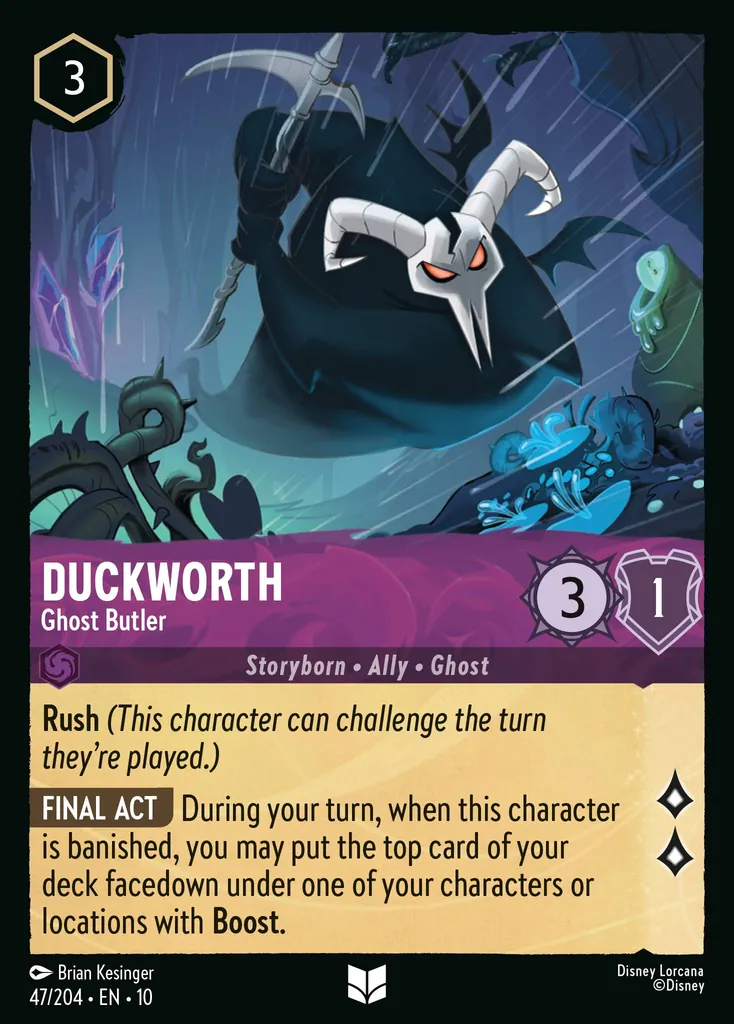 3
DUCKWORTH
Ghost Butler
3
1
Storyborn • Ally • Ghost
Rush (This character can challenge the turn
they're played.)
FINAL ACT During your turn, when this character
is banished, you may put the top card of your
deck facedown under one of your characters or
locations with Boost.
Brian Kesinger
47/204 • EN • 10
Disney Lorcana
©Disney